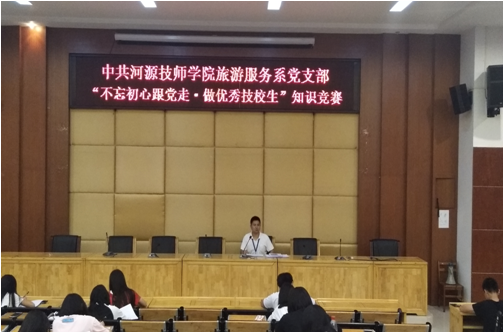 中共河源技师学院旅游服务系党支部
“不忘初心跟党走·做优秀技校生”知识竞赛